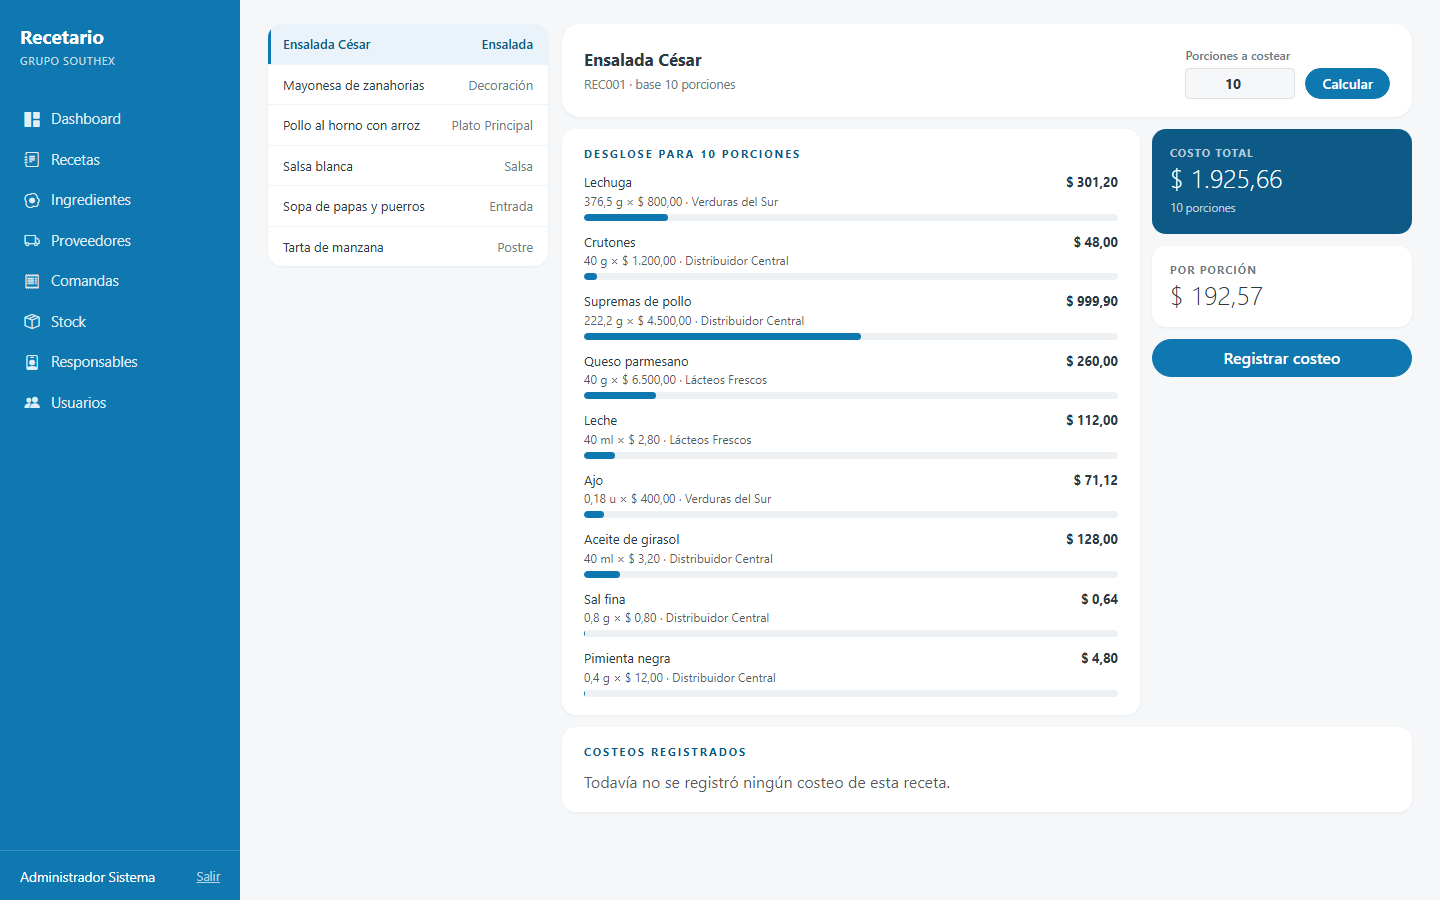 Recetario
GRUPO SOUTHEX
Dashboard
Recetas
Ingredientes
Proveedores
Comandas
Stock
Responsables
Usuarios
Administrador Sistema Salir
Ensalada César Ensalada
Mayonesa de zanahorias Decoración
Pollo al horno con arroz Plato Principal
Salsa blanca Salsa
Sopa de papas y puerros Entrada
Tarta de manzana Postre
Ensalada César
REC001 · base 10 porciones
Porciones a costear
10 Calcular
DESGLOSE PARA 10 PORCIONES
Lechuga $ 301,20
376,5 g × $ 800,00 · Verduras del Sur
Crutones $ 48,00
40 g × $ 1.200,00 · Distribuidor Central
Supremas de pollo $ 999,90
222,2 g × $ 4.500,00 · Distribuidor Central
Queso parmesano $ 260,00
40 g × $ 6.500,00 · Lácteos Frescos
Leche $ 112,00
40 ml × $ 2,80 · Lácteos Frescos
Ajo $ 71,12
0,18 u × $ 400,00 · Verduras del Sur
Aceite de girasol $ 128,00
40 ml × $ 3,20 · Distribuidor Central
Sal fina $ 0,64
0,8 g × $ 0,80 · Distribuidor Central
Pimienta negra $ 4,80
0,4 g × $ 12,00 · Distribuidor Central
COSTO TOTAL
$ 1.925,66
10 porciones
POR PORCIÓN
$ 192,57
Registrar costeo
COSTEOS REGISTRADOS
Todavía no se registró ningún costeo de esta receta.